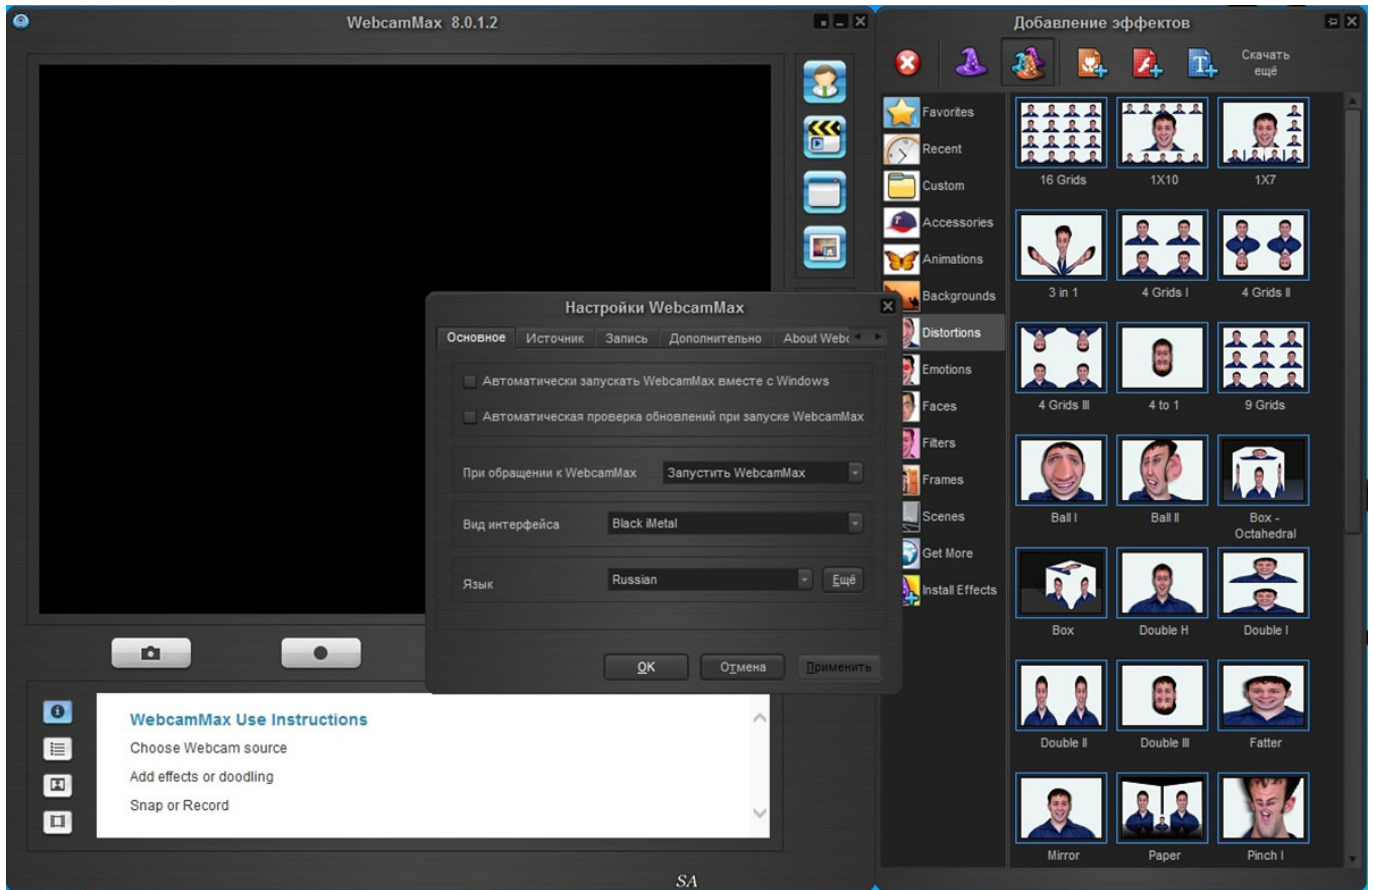 WebcamMax 8.0.1.2
Добавление эффектов
Скачать
ещё
Favorites
Recent
Custom
Accessories
Animations
Backgrounds
Distortions
Emotions
Faces
Filters
Frames
Scenes
Get More
Install Effects
16 Grids
1X10
1X7
3 in 1
4 Grids I
4 Grids II
4 Grids III
4 to 1
9 Grids
Ball I
Ball II
Box -
Octahedral
Box
Double H
Double I
Double II
Double III
Fatter
Mirror
Paper
Pinch I
Настройки WebcamMax
Основное
Источник
Запись
Дополнительно
About Webc
Автоматически запускать WebcamMax вместе с Windows
Автоматическая проверка обновлений при запуске WebcamMax
При обращении к WebcamMax
Запустить WebcamMax
Вид интерфейса
Black iMetal
Язык
Russian
Ещё
OK
Отмена
Применить
WebcamMax Use Instructions
Choose Webcam source
Add effects or doodling
Snap or Record
SA